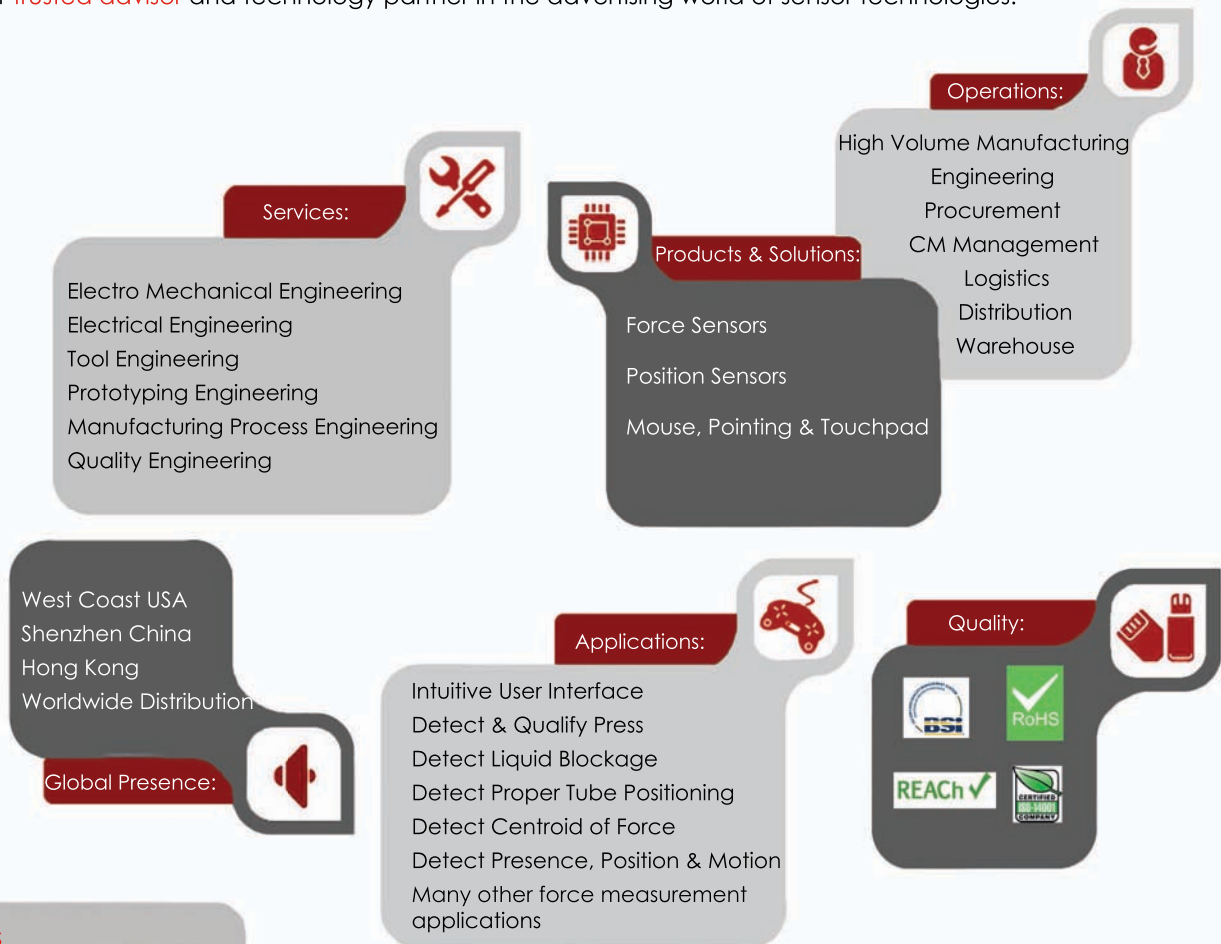 trusted advisor and technology partner in the advertising world of sensor technologies.
Operations:
High Volume Manufacturing
Engineering
Procurement
CM Management
Logistics
Distribution
Warehouse
Services:
Electro Mechanical Engineering
Electrical Engineering
Tool Engineering
Prototyping Engineering
Manufacturing Process Engineering
Quality Engineering
Products & Solutions:
Force Sensors
Position Sensors
Mouse, Pointing & Touchpad
West Coast USA
Shenzhen China
Hong Kong
Worldwide Distribution
Global Presence:
Applications:
Intuitive User Interface
Detect & Qualify Press
Detect Liquid Blockage
Detect Proper Tube Positioning
Detect Centroid of Force
Detect Presence, Position & Motion
Many other force measurement
applications
Quality:
BSI
RoHS
REACh
CERTIFIED
ISO-14001
COMPANY